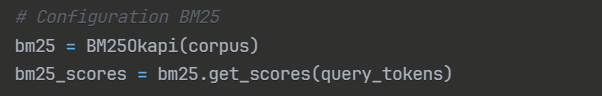 # Configuration BM25
bm25 = BM25Okapi(corpus)
bm25_scores = bm25.get_scores(query_tokens)